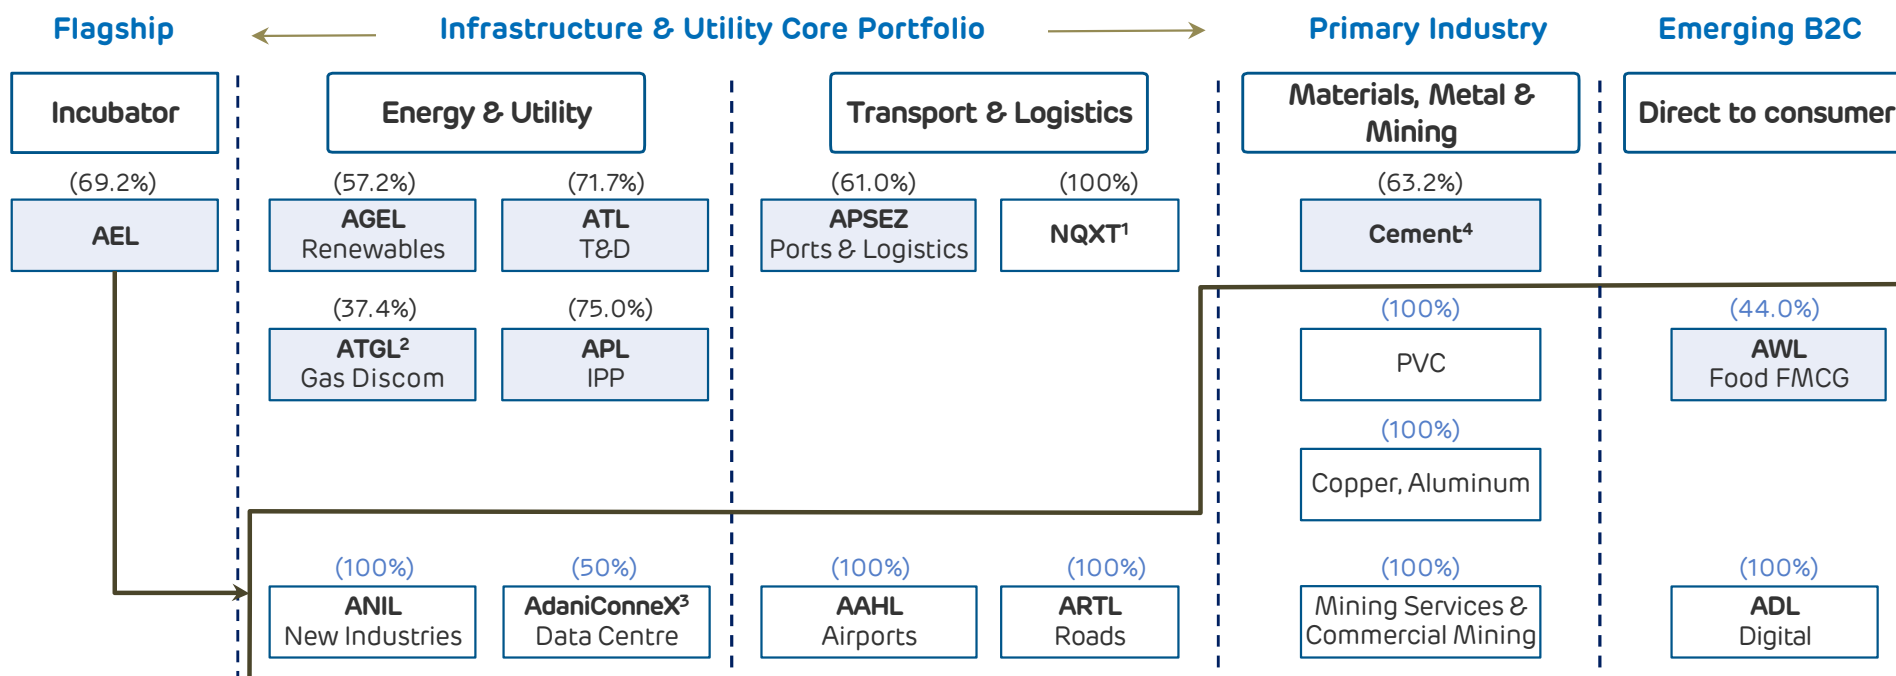 Flagship
Infrastructure & Utility Core Portfolio
Primary Industry
Emerging B2C
Incubator
Energy & Utility
Transport & Logistics
Materials, Metal &
Mining
Direct to consumer
(69.2%)
(57.2%)
(71.7%)
(61.0%)
(100%)
(63.2%)
AEL
AGEL
Renewables
ATL
T&D
APSEZ
Ports & Logistics
NQXT¹
Cement⁴
(37.4%)
(75.0%)
(100%)
(44.0%)
ATGL²
Gas Discom
APL
IPP
PVC
AWL
Food FMCG
(100%)
Copper, Aluminum
(100%)
(50%)
(100%)
(100%)
(100%)
(100%)
ANIL
New Industries
AdaniConneX³
Data Centre
AAHL
Airports
ARTL
Roads
Mining Services &
Commercial Mining
ADL
Digital